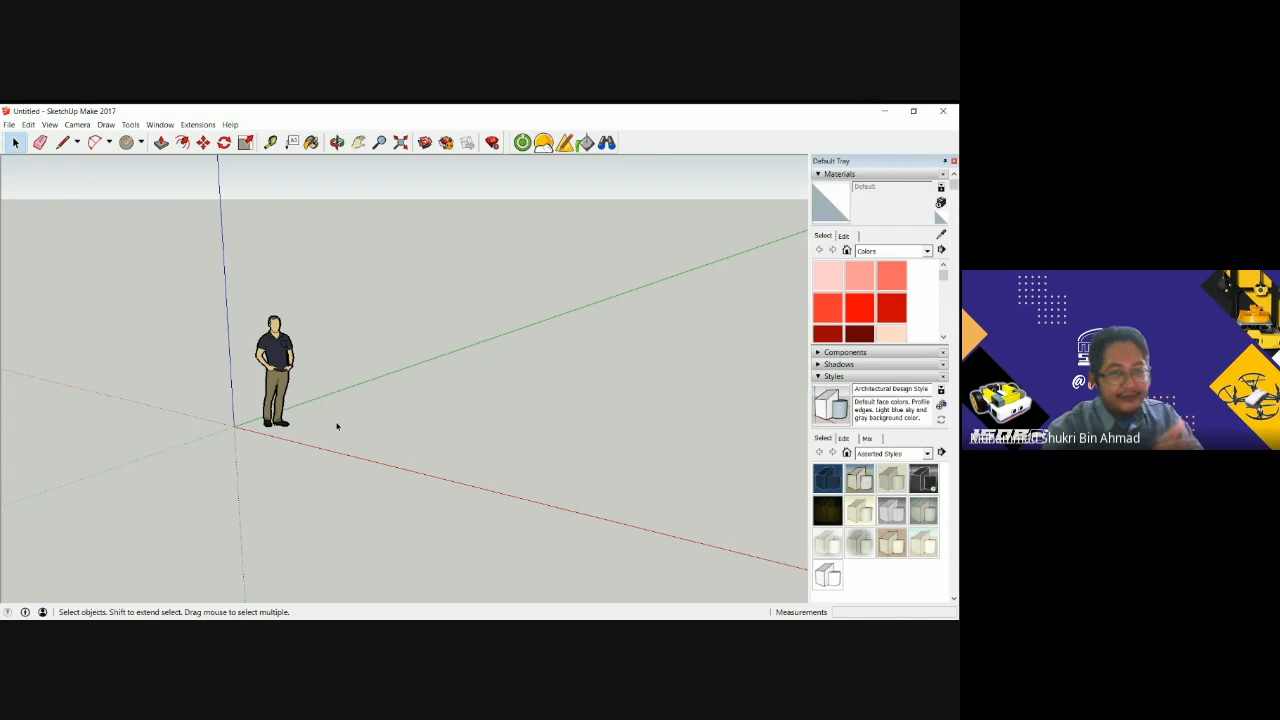 Untitled - SketchUp Make 2017
File Edit View Camera Draw Tools Window Extensions Help
A1
Default Tray
Materials
Default
Select Edit
Colors
Components
Shadows
Styles
Architectural Design Style
Default face colors. Profile
edges. Light blue sky and
gray background color.
Select Edit Mix
Assorted Styles
Select objects. Shift to extend select. Drag mouse to select multiple.
Measurements
@
Muhammad Shukri Bin Ahmad